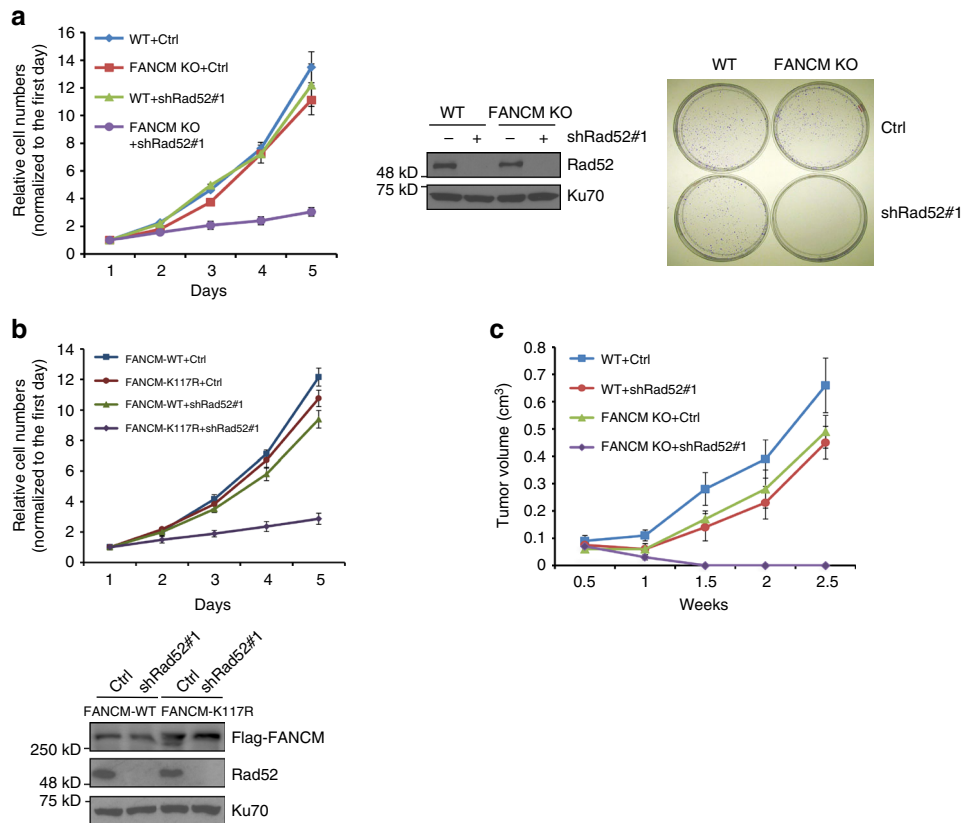 a
Relative cell numbers
(normalized to the first day)
16
14
12
10
8
6
4
2
0
WT+Ctrl
FANCM KO+Ctrl
WT+shRad52#1
FANCM KO
+shRad52#1
1 2 3 4 5
Days
WT FANCM KO
– + – + shRad52#1
48 kD Rad52
75 kD Ku70
WT FANCM KO
Ctrl
shRad52#1
b
Relative cell numbers
(normalized to the first day)
14
12
10
8
6
4
2
0
FANCM-WT+Ctrl
FANCM-K117R+Ctrl
FANCM-WT+shRad52#1
FANCM-K117R+shRad52#1
1 2 3 4 5
Days
Ctrl shRad52#1 Ctrl shRad52#1
FANCM-WT FANCM-K117R
250 kD Flag-FANCM
48 kD Rad52
75 kD Ku70
c
Tumor volume (cm³)
0.8
0.7
0.6
0.5
0.4
0.3
0.2
0.1
0
WT+Ctrl
WT+shRad52#1
FANCM KO+Ctrl
FANCM KO+shRad52#1
0.5 1 1.5 2 2.5
Weeks